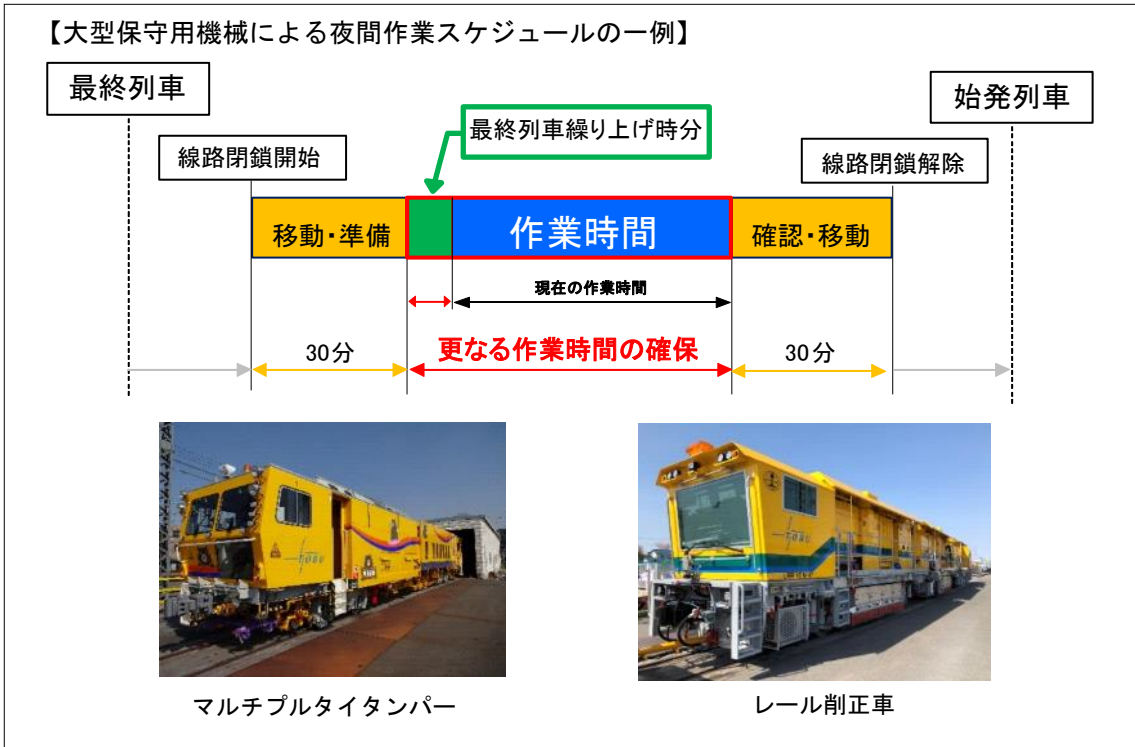 【大型保守用機械による夜間作業スケジュールの一例】
最終列車
始発列車
最終列車繰り上げ時分
線路閉鎖開始
線路閉鎖解除
移動・準備
作業時間
確認・移動
現在の作業時間
30分
更なる作業時間の確保
30分
TOBU
TOBU
マルチプルタイタンパー
レール削正車